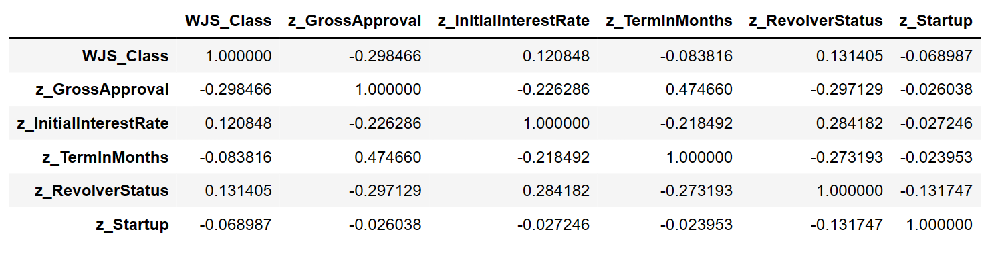 WJS_Class z_GrossApproval z_InitialInterestRate z_TermInMonths z_RevolverStatus z_Startup
WJS_Class 1.000000 -0.298466 0.120848 -0.083816 0.131405 -0.068987
z_GrossApproval -0.298466 1.000000 -0.226286 0.474660 -0.297129 -0.026038
z_InitialInterestRate 0.120848 -0.226286 1.000000 -0.218492 0.284182 -0.027246
z_TermInMonths -0.083816 0.474660 -0.218492 1.000000 -0.273193 -0.023953
z_RevolverStatus 0.131405 -0.297129 0.284182 -0.273193 1.000000 -0.131747
z_Startup -0.068987 -0.026038 -0.027246 -0.023953 -0.131747 1.000000